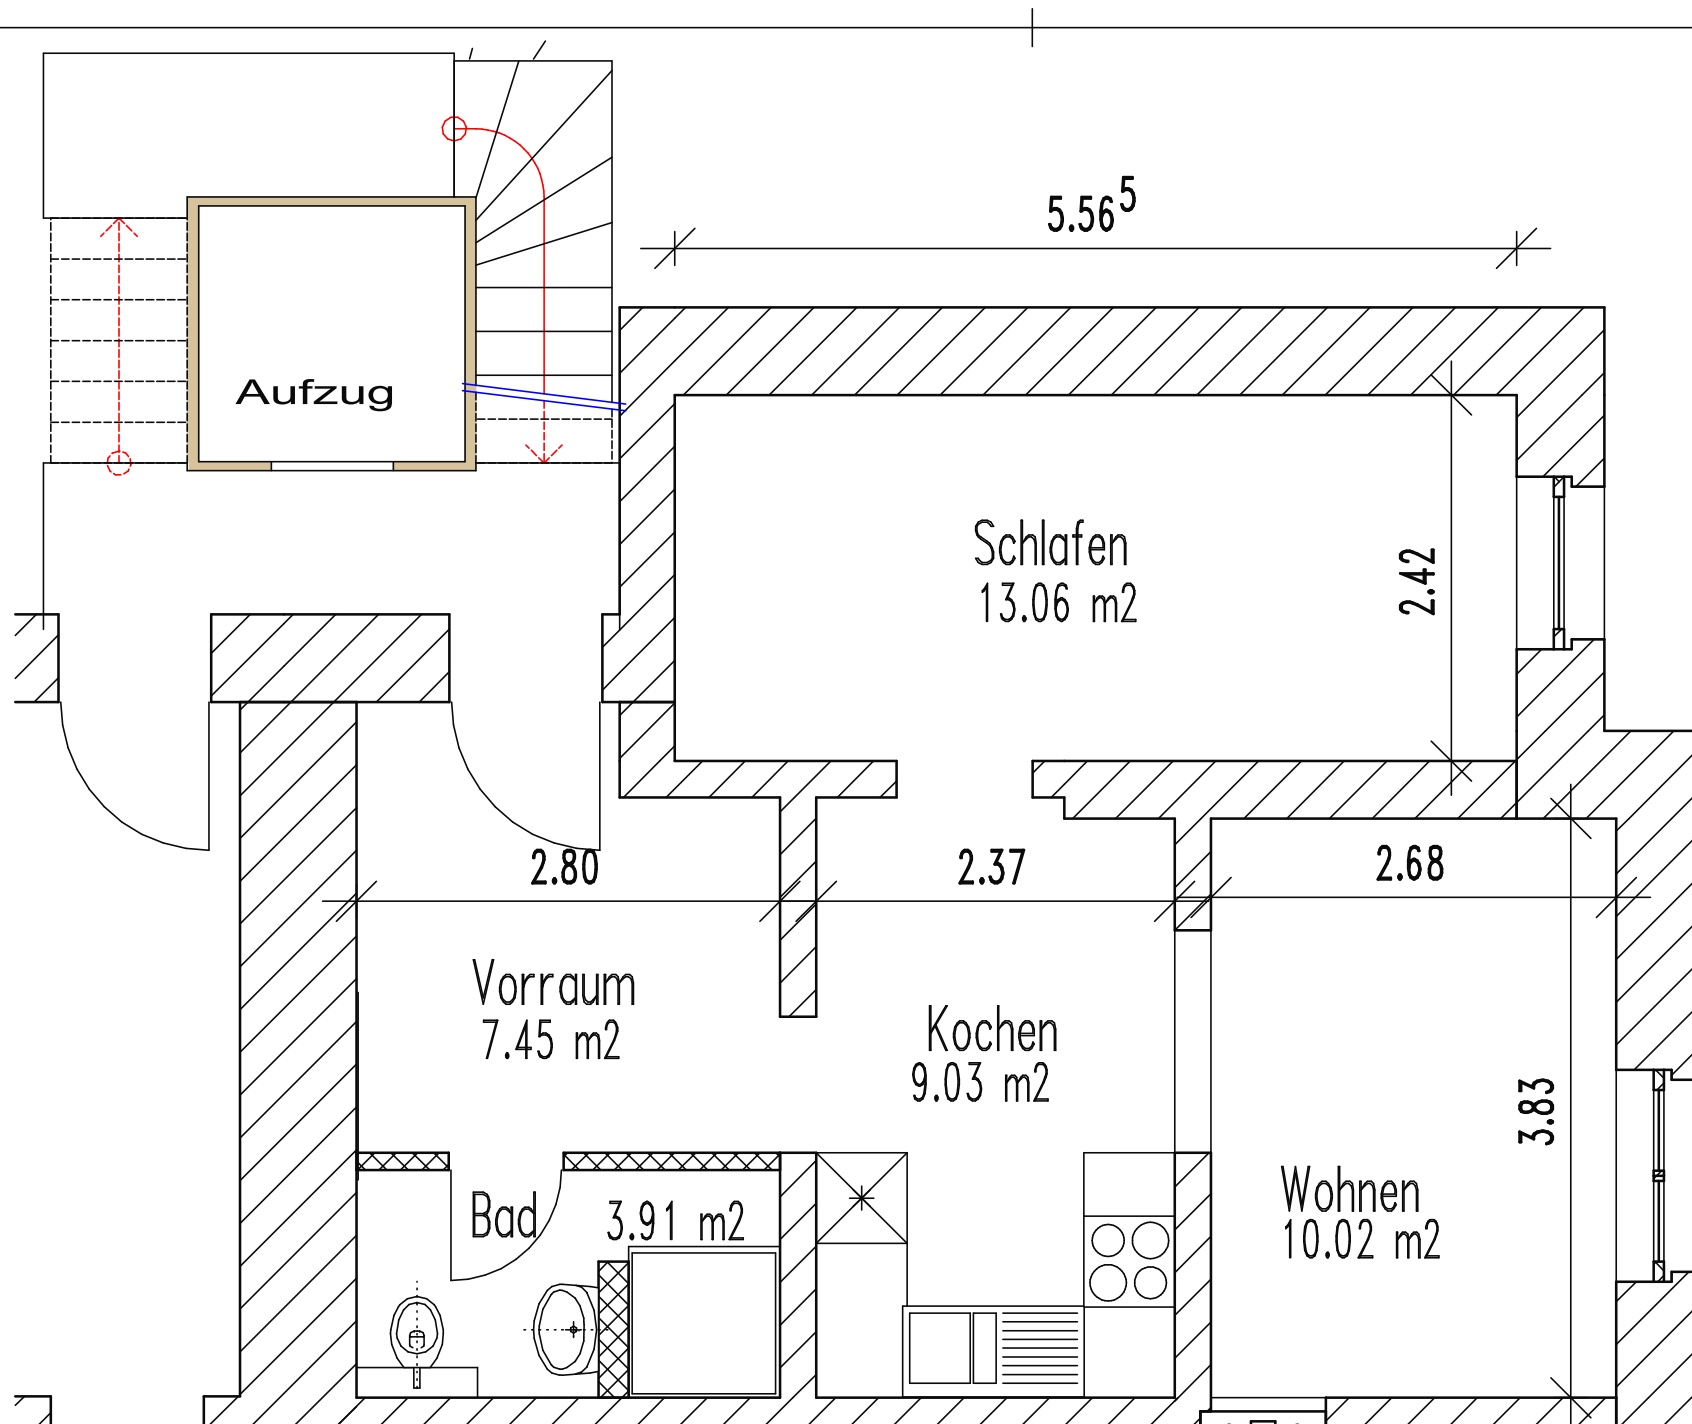 5.56⁵
Aufzug
Schlafen
13.06 m2
2.42
2.80
2.37
2.68
Vorraum
7.45 m2
Kochen
9.03 m2
3.83
Bad
3.91 m2
Wohnen
10.02 m2